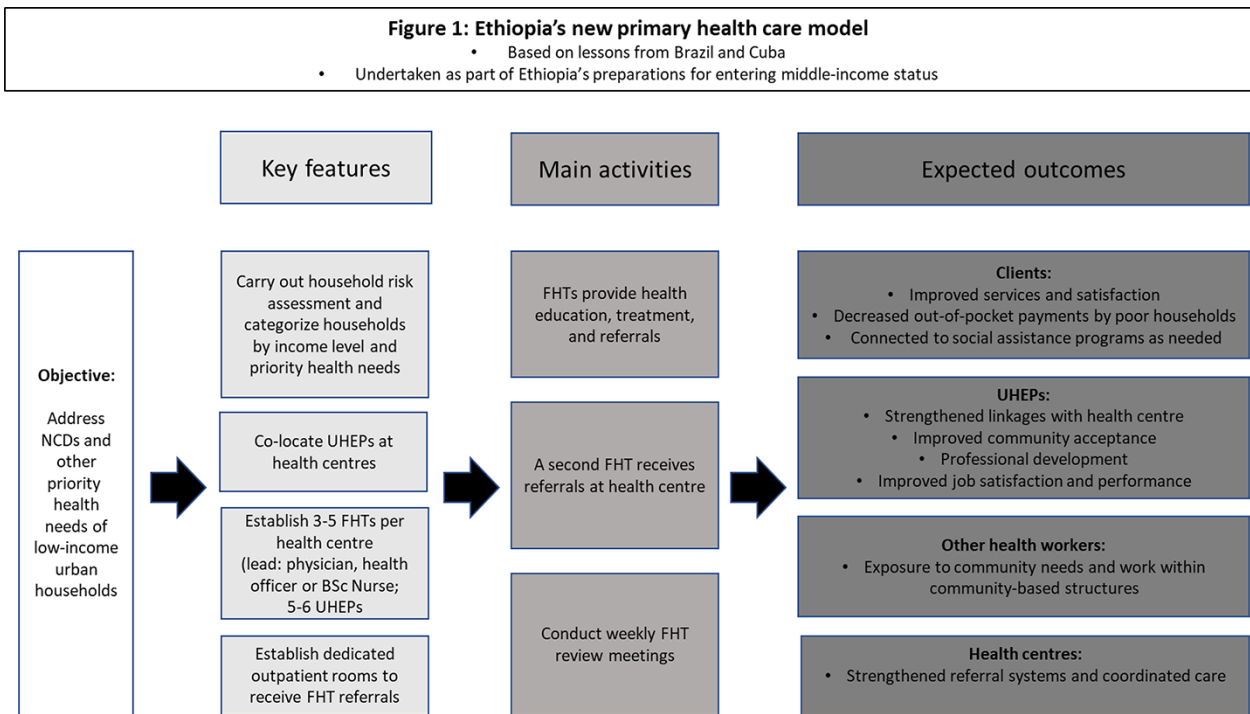 Figure 1: Ethiopia's new primary health care model
• Based on lessons from Brazil and Cuba
• Undertaken as part of Ethiopia's preparations for entering middle-income status
Key features
Main activities
Expected outcomes
Objective:
Address
NCDs and
other
priority
health
needs of
low-income
urban
households
Carry out household risk
assessment and
categorize households
by income level and
priority health needs
Co-locate UHEPs at
health centres
Establish 3-5 FHTs per
health centre
(lead: physician, health
officer or BSc Nurse;
5-6 UHEPs
Establish dedicated
outpatient rooms to
receive FHT referrals
FHTs provide health
education, treatment,
and referrals
A second FHT receives
referrals at health centre
Conduct weekly FHT
review meetings
Clients:
• Improved services and satisfaction
• Decreased out-of-pocket payments by poor households
• Connected to social assistance programs as needed
UHEPs:
• Strengthened linkages with health centre
• Improved community acceptance
• Professional development
• Improved job satisfaction and performance
Other health workers:
• Exposure to community needs and work within
community-based structures
Health centres:
• Strengthened referral systems and coordinated care